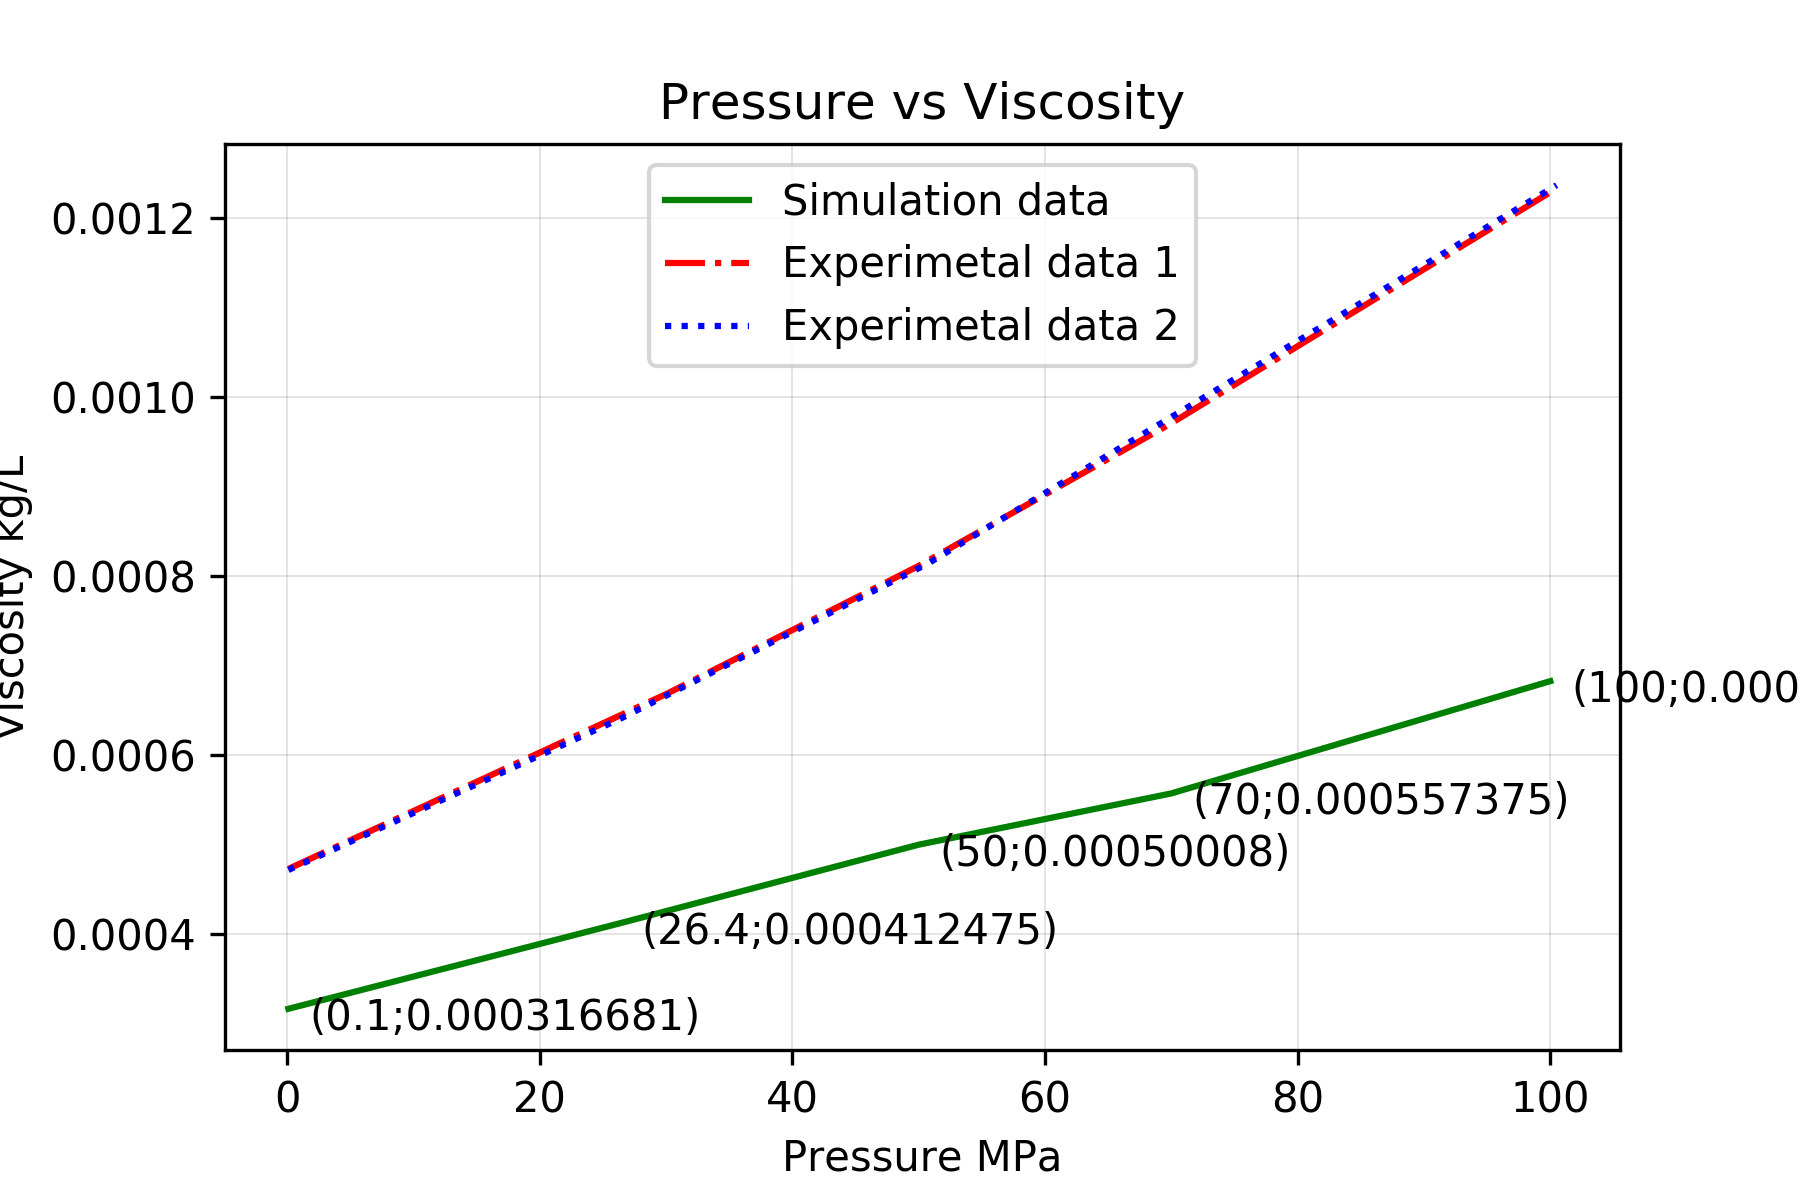 Pressure vs Viscosity
Simulation data
Experimetal data 1
Experimetal data 2
0.0012
0.0010
0.0008
0.0006
0.0004
Viscosity kg/L
(100;0.000
(70;0.000557375)
(50;0.00050008)
(26.4;0.000412475)
(0.1;0.000316681)
0
20
40
60
80
100
Pressure MPa